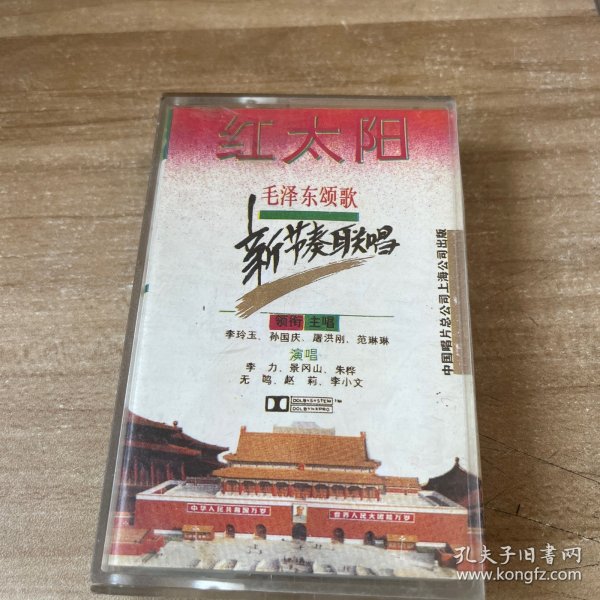 红太阳
毛泽东颂歌
新节奏联唱
领衔 主唱
李玲玉、孙国庆、屠洪刚、范琳琳
演唱
李 力、景冈山、朱桦
无 鸣、赵 莉、李小文
DOLBY SYSTEM TM
DOLBY HX PRO
中国唱片总公司上海公司出版
中华人民共和国万岁
世界人民大团结万岁
孔夫子旧书网
www.kongfz.com